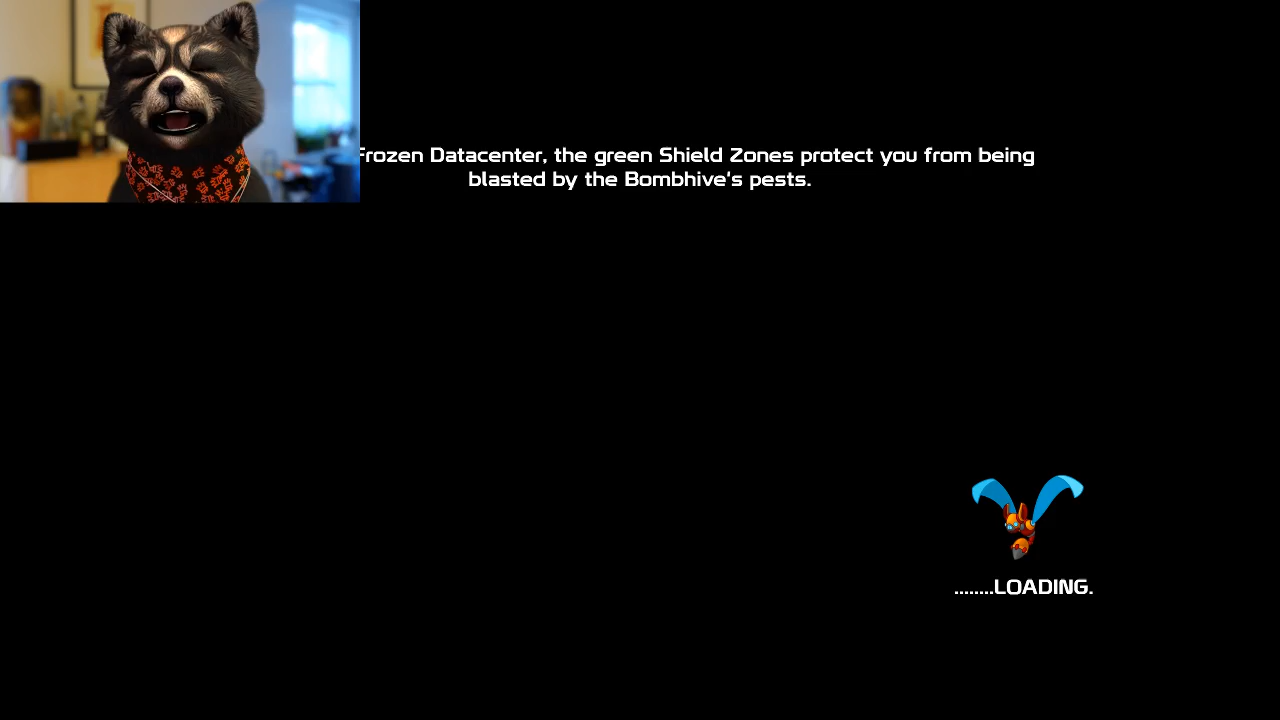 Frozen Datacenter, the green Shield Zones protect you from being
blasted by the Bombhive's pests.
........LOADING.